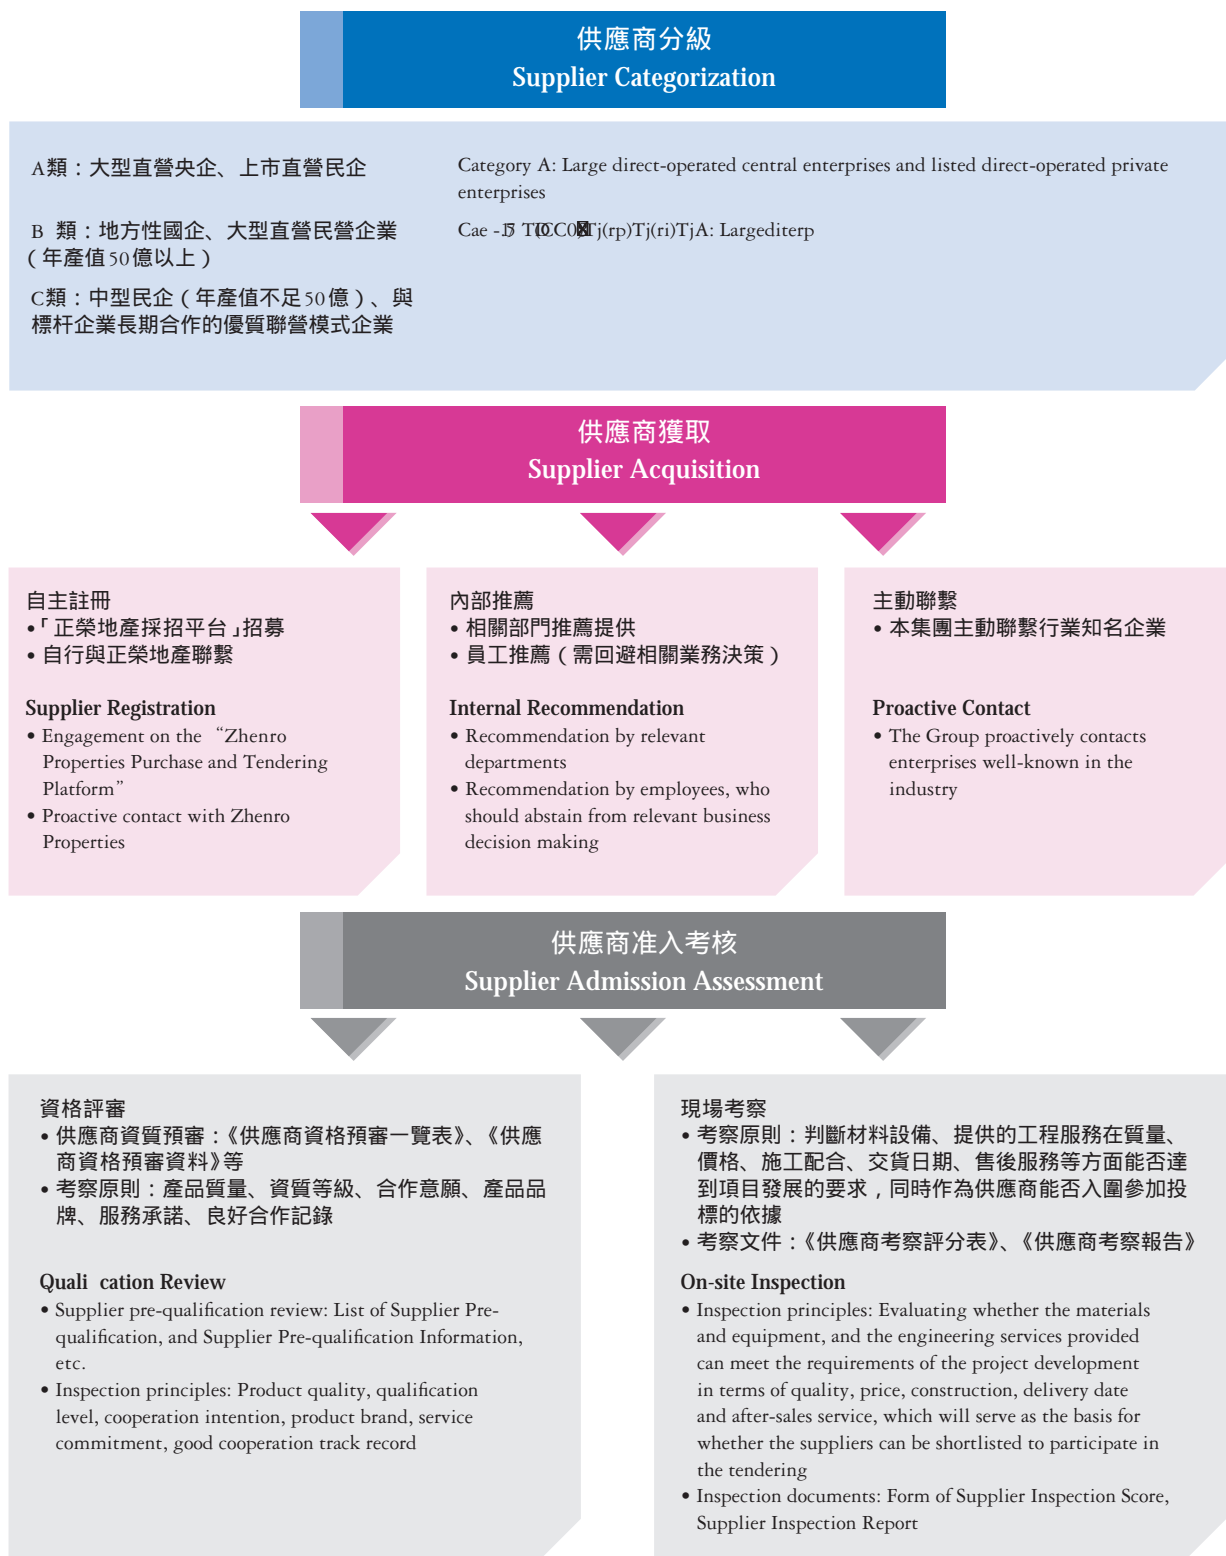 供應商分級
Supplier Categorization
A類：大型直營央企、上市直營民企
Category A: Large direct-operated central enterprises and listed direct-operated private
enterprises
B 類：地方性國企、大型直營民營企業
（年產值50億以上）
C類：中型民企（年產值不足50億）、與
標杆企業長期合作的優質聯營模式企業
供應商獲取
Supplier Acquisition
自主註冊
•「正榮地產採招平台」招募
• 自行與正榮地產聯繫
Supplier Registration
• Engagement on the “Zhenro
Properties Purchase and Tendering
Platform”
• Proactive contact with Zhenro
Properties
內部推薦
• 相關部門推薦提供
• 員工推薦（需回避相關業務決策）
Internal Recommendation
• Recommendation by relevant
departments
• Recommendation by employees, who
should abstain from relevant business
decision making
主動聯繫
• 本集團主動聯繫行業知名企業
Proactive Contact
• The Group proactively contacts
enterprises well-known in the
industry
供應商准入考核
Supplier Admission Assessment
資格評審
• 供應商資質預審：《供應商資格預審一覽表》、《供應
商資格預審資料》等
• 考察原則：產品質量、資質等級、合作意願、產品品
牌、服務承諾、良好合作記錄
Quali cation Review
• Supplier pre-qualification review: List of Supplier Pre-
qualification, and Supplier Pre-qualification Information,
etc.
• Inspection principles: Product quality, qualification
level, cooperation intention, product brand, service
commitment, good cooperation track record
現場考察
• 考察原則：判斷材料設備、提供的工程服務在質量、
價格、施工配合、交貨日期、售後服務等方面能否達
到項目發展的要求，同時作為供應商能否入圍參加投
標的依據
• 考察文件：《供應商考察評分表》、《供應商考察報告》
On-site Inspection
• Inspection principles: Evaluating whether the materials
and equipment, and the engineering services provided
can meet the requirements of the project development
in terms of quality, price, construction, delivery date
and after-sales service, which will serve as the basis for
whether the suppliers can be shortlisted to participate in
the tendering
• Inspection documents: Form of Supplier Inspection Score,
Supplier Inspection Report